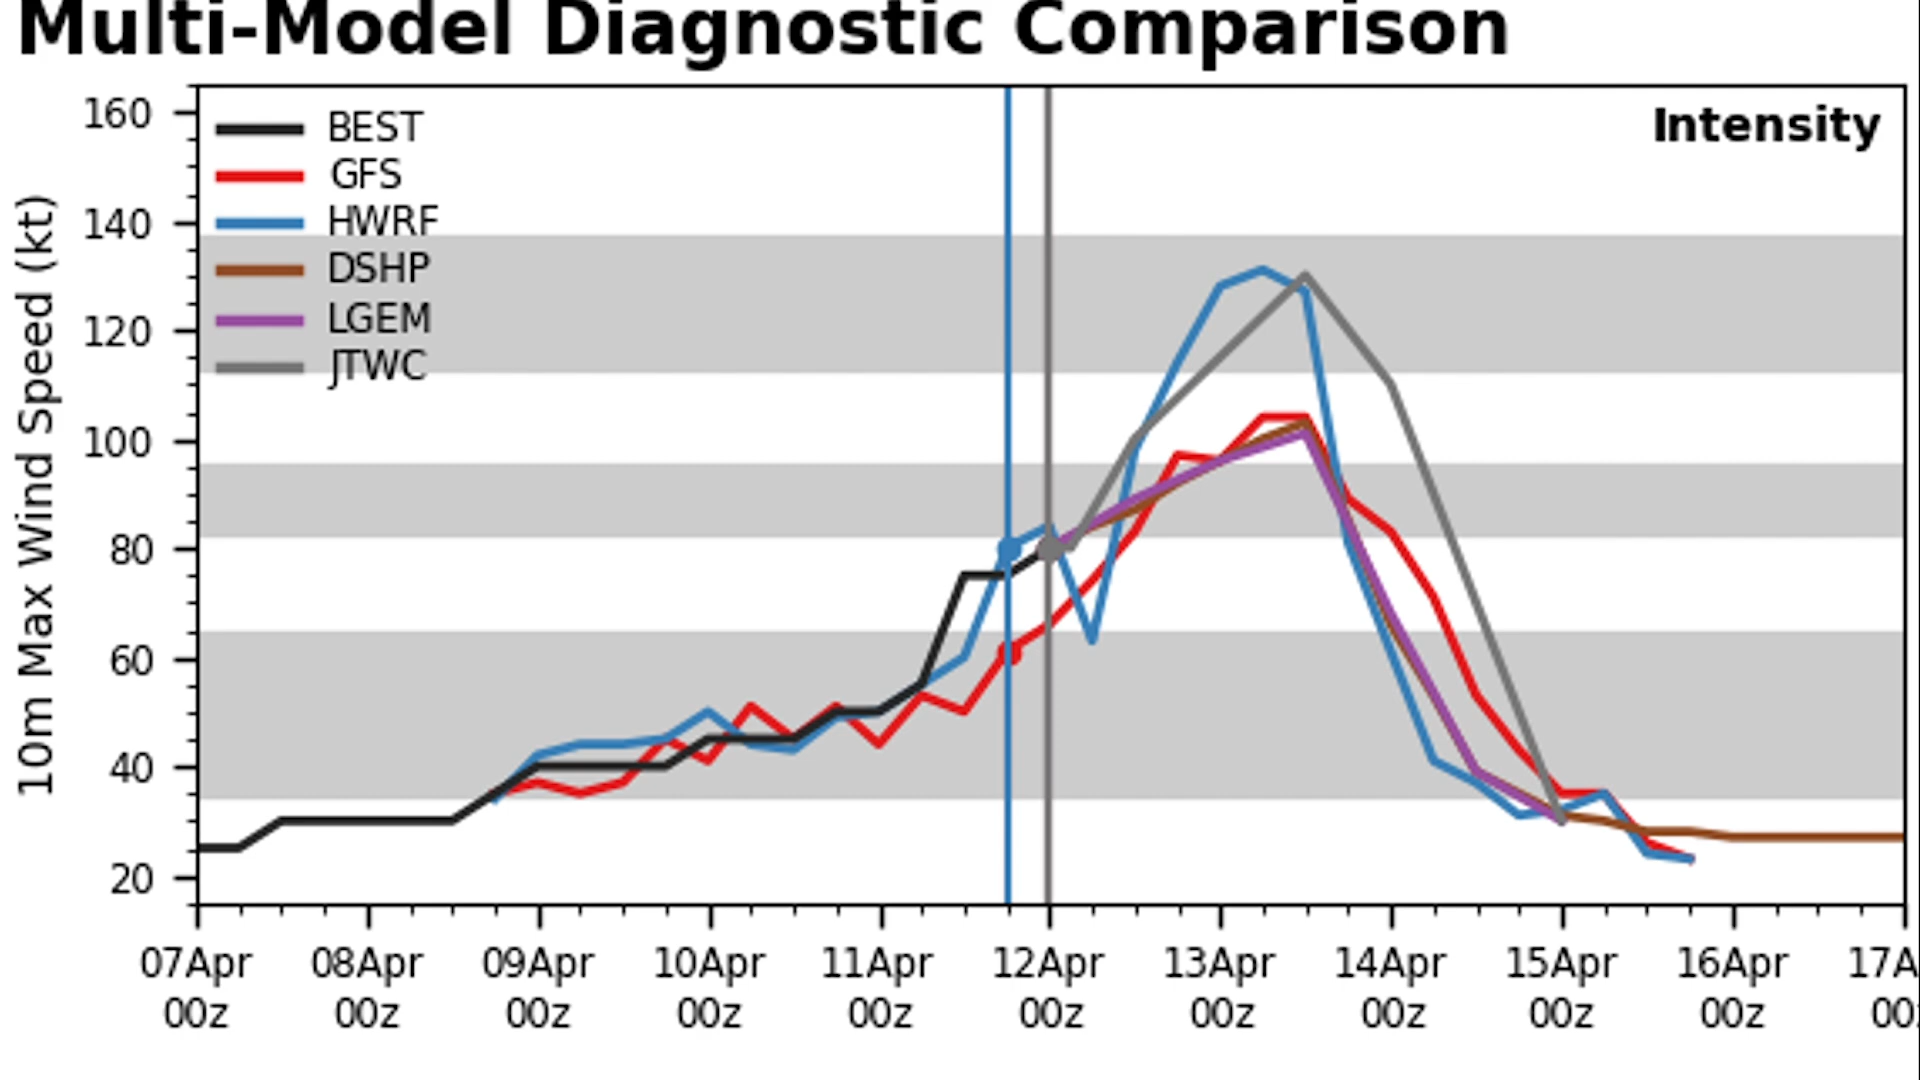 Multi-Model Diagnostic Comparison
Intensity
10m Max Wind Speed (kt)
160
140
120
100
80
60
40
20
BEST
GFS
HWRF
DSHP
LGEM
JTWC
07Apr 08Apr 09Apr 10Apr 11Apr 12Apr 13Apr 14Apr 15Apr 16Apr 17A
00z 00z 00z 00z 00z 00z 00z 00z 00z 00z 00